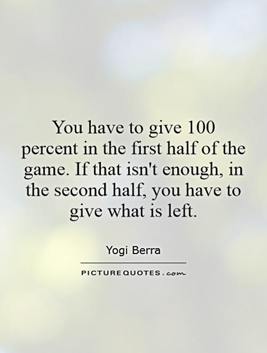 You have to give 100
percent in the first half of the
game. If that isn't enough, in
the second half, you have to
give what is left.
Yogi Berra
PICTUREQUOTES.com